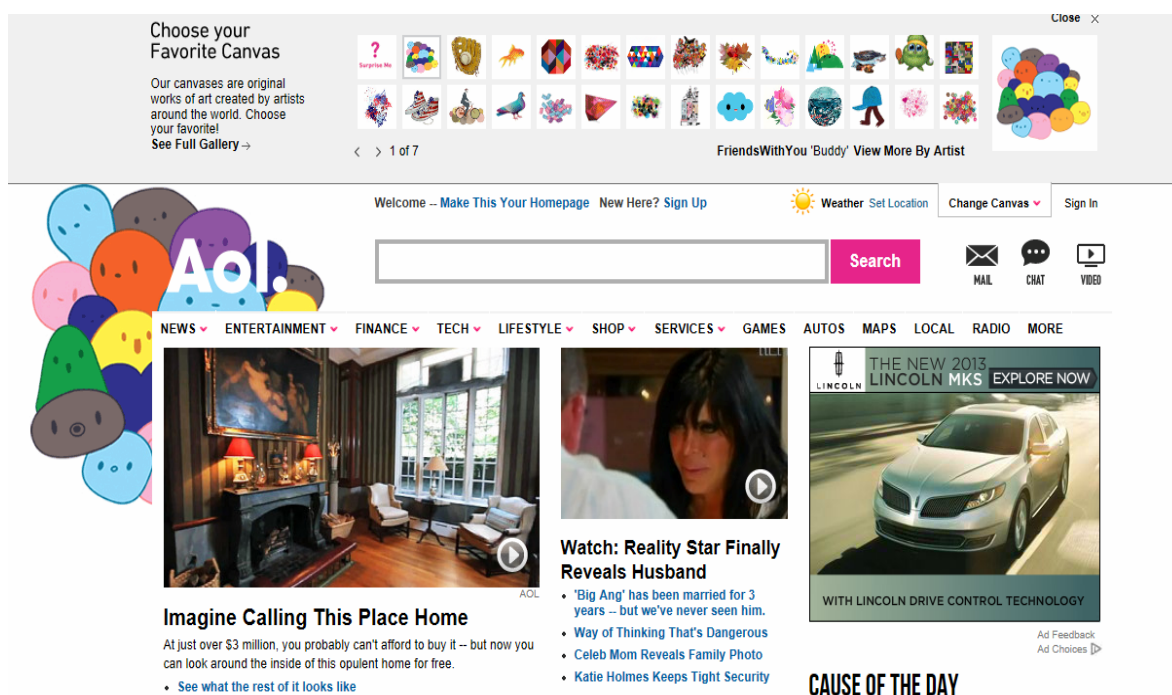 Close
Choose your
Favorite Canvas
Our canvases are original
works of art created by artists
around the world. Choose
your favorite!
See Full Gallery →
?
Surprise Me
< > 1 of 7
FriendsWithYou 'Buddy' View More By Artist
Welcome -- Make This Your Homepage New Here? Sign Up
Weather Set Location
Change Canvas
Sign In
Aol.
Search
MAIL
CHAT
VIDEO
NEWS ENTERTAINMENT FINANCE TECH LIFESTYLE SHOP SERVICES GAMES AUTOS MAPS LOCAL RADIO MORE
AOL
Imagine Calling This Place Home
At just over $3 million, you probably can't afford to buy it -- but now you
can look around the inside of this opulent home for free.
• See what the rest of it looks like
Watch: Reality Star Finally
Reveals Husband
• 'Big Ang' has been married for 3
years -- but we've never seen him.
• Way of Thinking That's Dangerous
• Celeb Mom Reveals Family Photo
• Katie Holmes Keeps Tight Security
LINCOLN
THE NEW 2013
LINCOLN MKS
EXPLORE NOW
WITH LINCOLN DRIVE CONTROL TECHNOLOGY
Ad Feedback
Ad Choices
CAUSE OF THE DAY